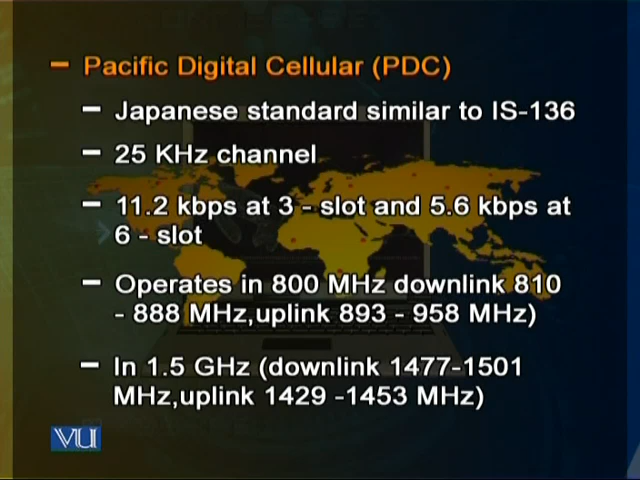 – Pacific Digital Cellular (PDC)
– Japanese standard similar to IS-136
– 25 KHz channel
– 11.2 kbps at 3 - slot and 5.6 kbps at
6 - slot
– Operates in 800 MHz downlink 810
- 888 MHz,uplink 893 - 958 MHz)
– In 1.5 GHz (downlink 1477-1501
MHz,uplink 1429 -1453 MHz)
VU